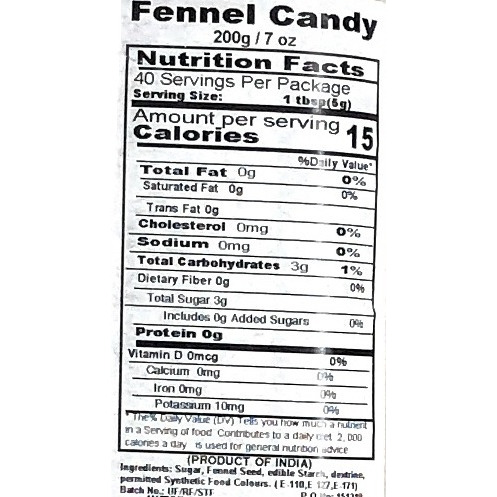 Fennel Candy
200g / 7 oz
Nutrition Facts
40 Servings Per Package
Serving Size: 1 tbsp(5g)
Amount per serving
Calories 15
%Daily Value*
Total Fat 0g 0%
Saturated Fat 0g 0%
Trans Fat 0g
Cholesterol 0mg 0%
Sodium 0mg 0%
Total Carbohydrates 3g 1%
Dietary Fiber 0g 0%
Total Sugar 3g
Includes 0g Added Sugars 0%
Protein 0g
Vitamin D 0mcg 0%
Calcium 0mg 0%
Iron 0mg 0%
Potassium 10mg 0%
*The% Daily Value (DV) Tells you how much a nutrient
in a Serving of food Contributes to a daily diet 2,000
calories a day is used for general nutrition advice
(PRODUCT OF INDIA)
Ingredients: Sugar, Fennel Seed, edible Starch, dextrine,
permitted Synthetic Food Colours. ( E-110,E 127,E-171)
Batch No.: UF/RF/STF